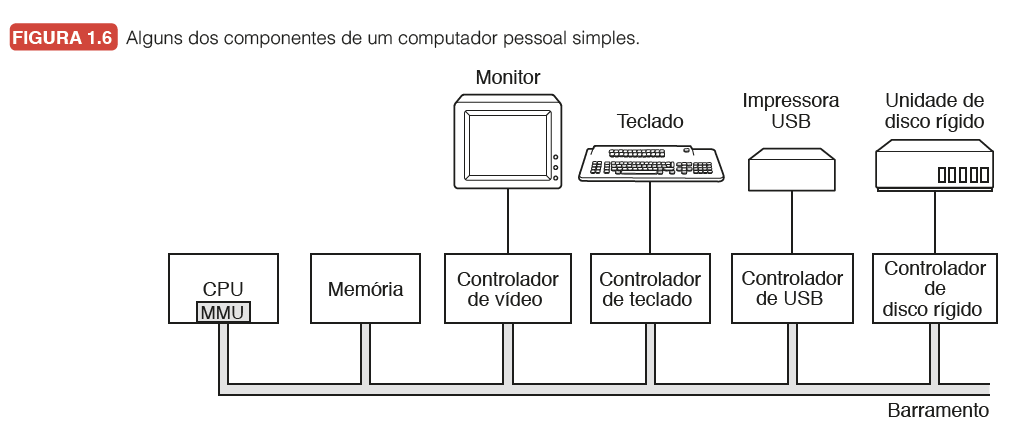 FIGURA 1.6 Alguns dos componentes de um computador pessoal simples.
Monitor
Teclado
Impressora
USB
Unidade de
disco rígido
CPU
MMU
Memória
Controlador
de vídeo
Controlador
de teclado
Controlador
de USB
Controlador
de
disco rígido
Barramento